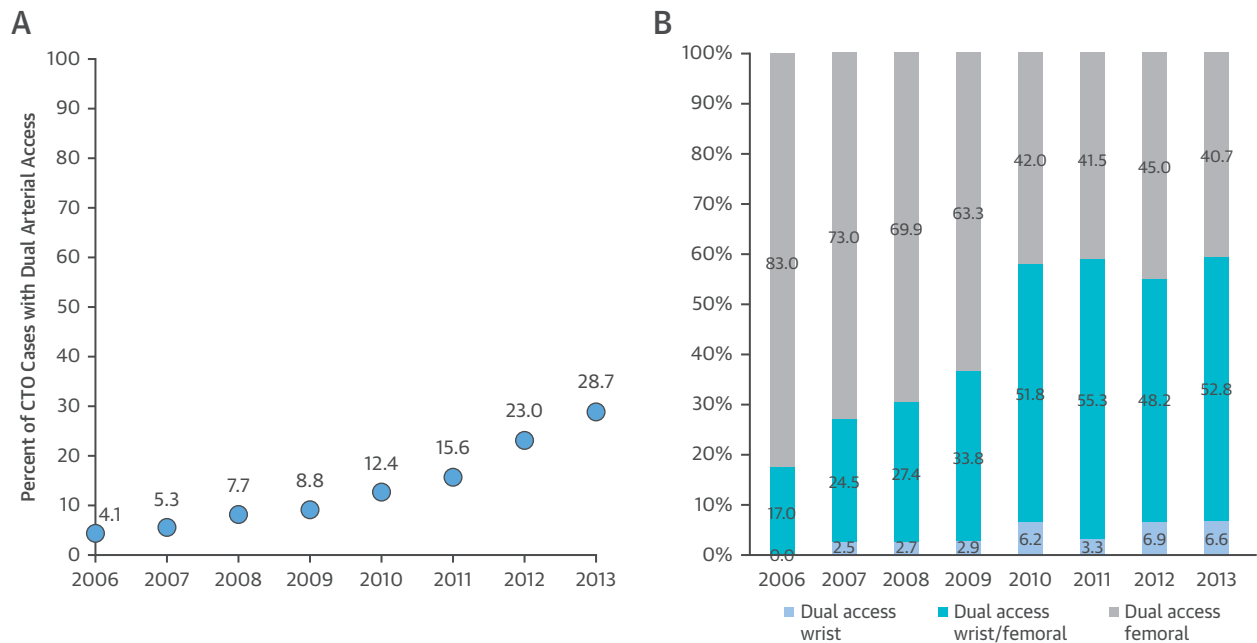 A
Percent of CTO Cases with Dual Arterial Access
100
90
80
70
60
50
40
30
20
10
0
4.1
5.3
7.7
8.8
12.4
15.6
23.0
28.7
2006 2007 2008 2009 2010 2011 2012 2013
B
100%
90%
80%
70%
60%
50%
40%
30%
20%
10%
0%
83.0 73.0 69.9 63.3 42.0 41.5 45.0 40.7
17.0 24.5 27.4 33.8 51.8 55.3 48.2 52.8
0.0 2.5 2.7 2.9 6.2 3.3 6.9 6.6
2006 2007 2008 2009 2010 2011 2012 2013
Dual access
wrist
Dual access
wrist/femoral
Dual access
femoral